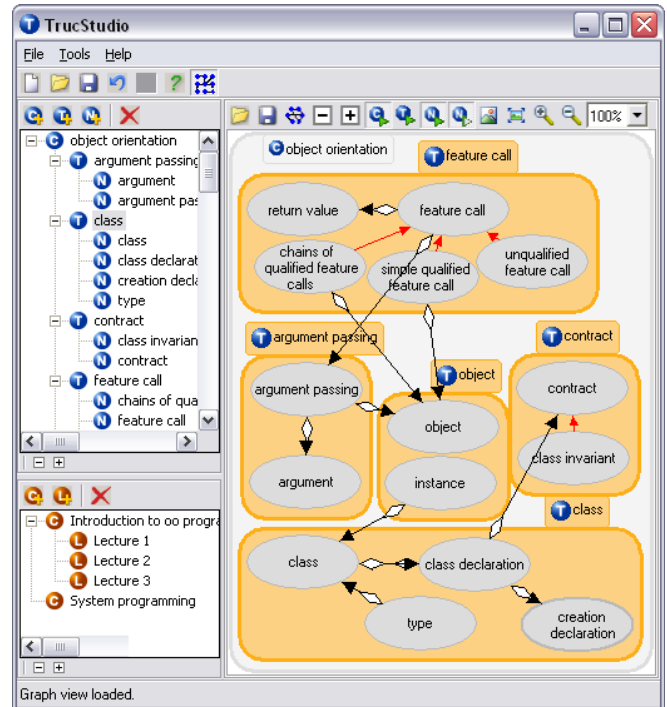 TrucStudio
File Tools Help
object orientation
argument passing
argument
argument pas
class
class
class declarat
creation decla
type
contract
class invarian
contract
feature call
chains of qua
feature call
Introduction to oo progra
Lecture 1
Lecture 2
Lecture 3
System programming
100%
object orientation
feature call
return value
feature call
chains of
qualified feature
calls
simple qualified
feature call
unqualified
feature call
argument passing
object
contract
argument passing
object
contract
argument
instance
class invariant
class
class
class declaration
type
creation
declaration
Graph view loaded.